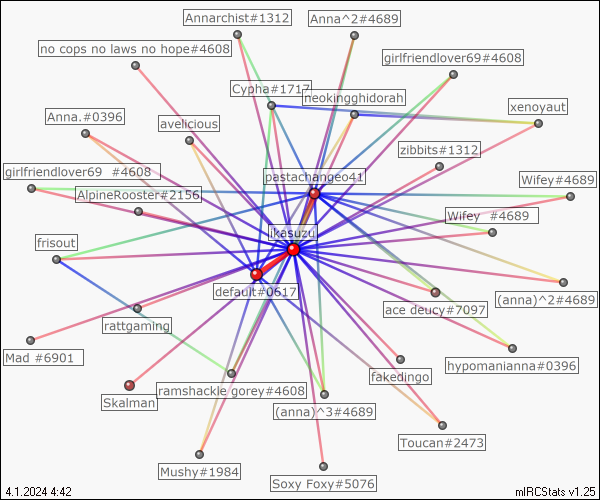 Annarchist#1312
Anna^2#4689
no cops no laws no hope#4608
girlfriendlover69#4608
Cypha#1717
neokingghidorah
xenoyaut
Anna.#0396
avelicious
zibbits#1312
girlfriendlover69 #4608
pastachangeo41
Wifey#4689
AlpineRooster#2156
Wifey #4689
ikasuzu
frisout
default#0617
(anna)^2#4689
ace deucy#7097
rattgaming
Mad #6901
hypomanianna#0396
fakedingo
ramshackle gorey#4608
Skalman
(anna)^3#4689
Toucan#2473
Mushy#1984
Soxy Foxy#5076
4.1.2024 4:42
mIRCStats v1.25